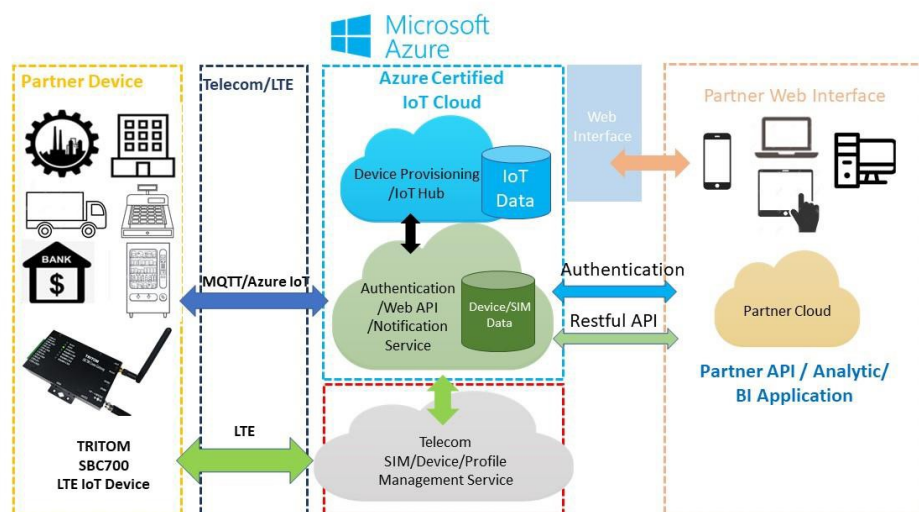 Microsoft
Azure
Partner Device
Telecom/LTE
Azure Certified
IoT Cloud
Web
Interface
Partner Web Interface
Device Provisioning
/IoT Hub
IoT
Data
BANK
$
MQTT/Azure IoT
Authentication
/Web API
/Notification
Service
Device/SIM
Data
Authentication
Restful API
Partner Cloud
Partner API / Analytic/
BI Application
TRITOM
TRITOM
SBC700
LTE IoT Device
LTE
Telecom
SIM/Device/Profile
Management Service